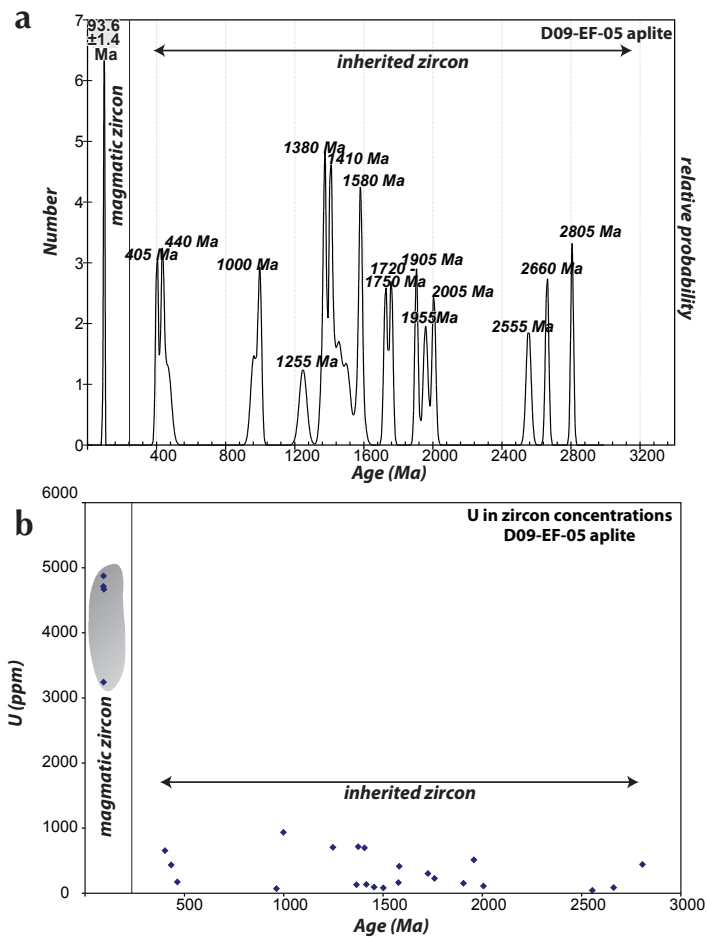 a
7
93.6
±1.4
Ma
D09-EF-05 aplite
inherited zircon
6
magmatic zircon
5
1380 Ma
1410 Ma
1580 Ma
4
Number
relative probability
440 Ma
405 Ma
1000 Ma
1720 -
1750 Ma
1905 Ma
2005 Ma
1955Ma
2555 Ma
2660 Ma
2805 Ma
3
2
1255 Ma
1
0
400
800
1200
1600
2000
2400
2800
3200
Age (Ma)
b
6000
U in zircon concentrations
D09-EF-05 aplite
5000
4000
U (ppm)
3000
magmatic zircon
2000
inherited zircon
1000
0
500
1000
1500
2000
2500
3000
Age (Ma)